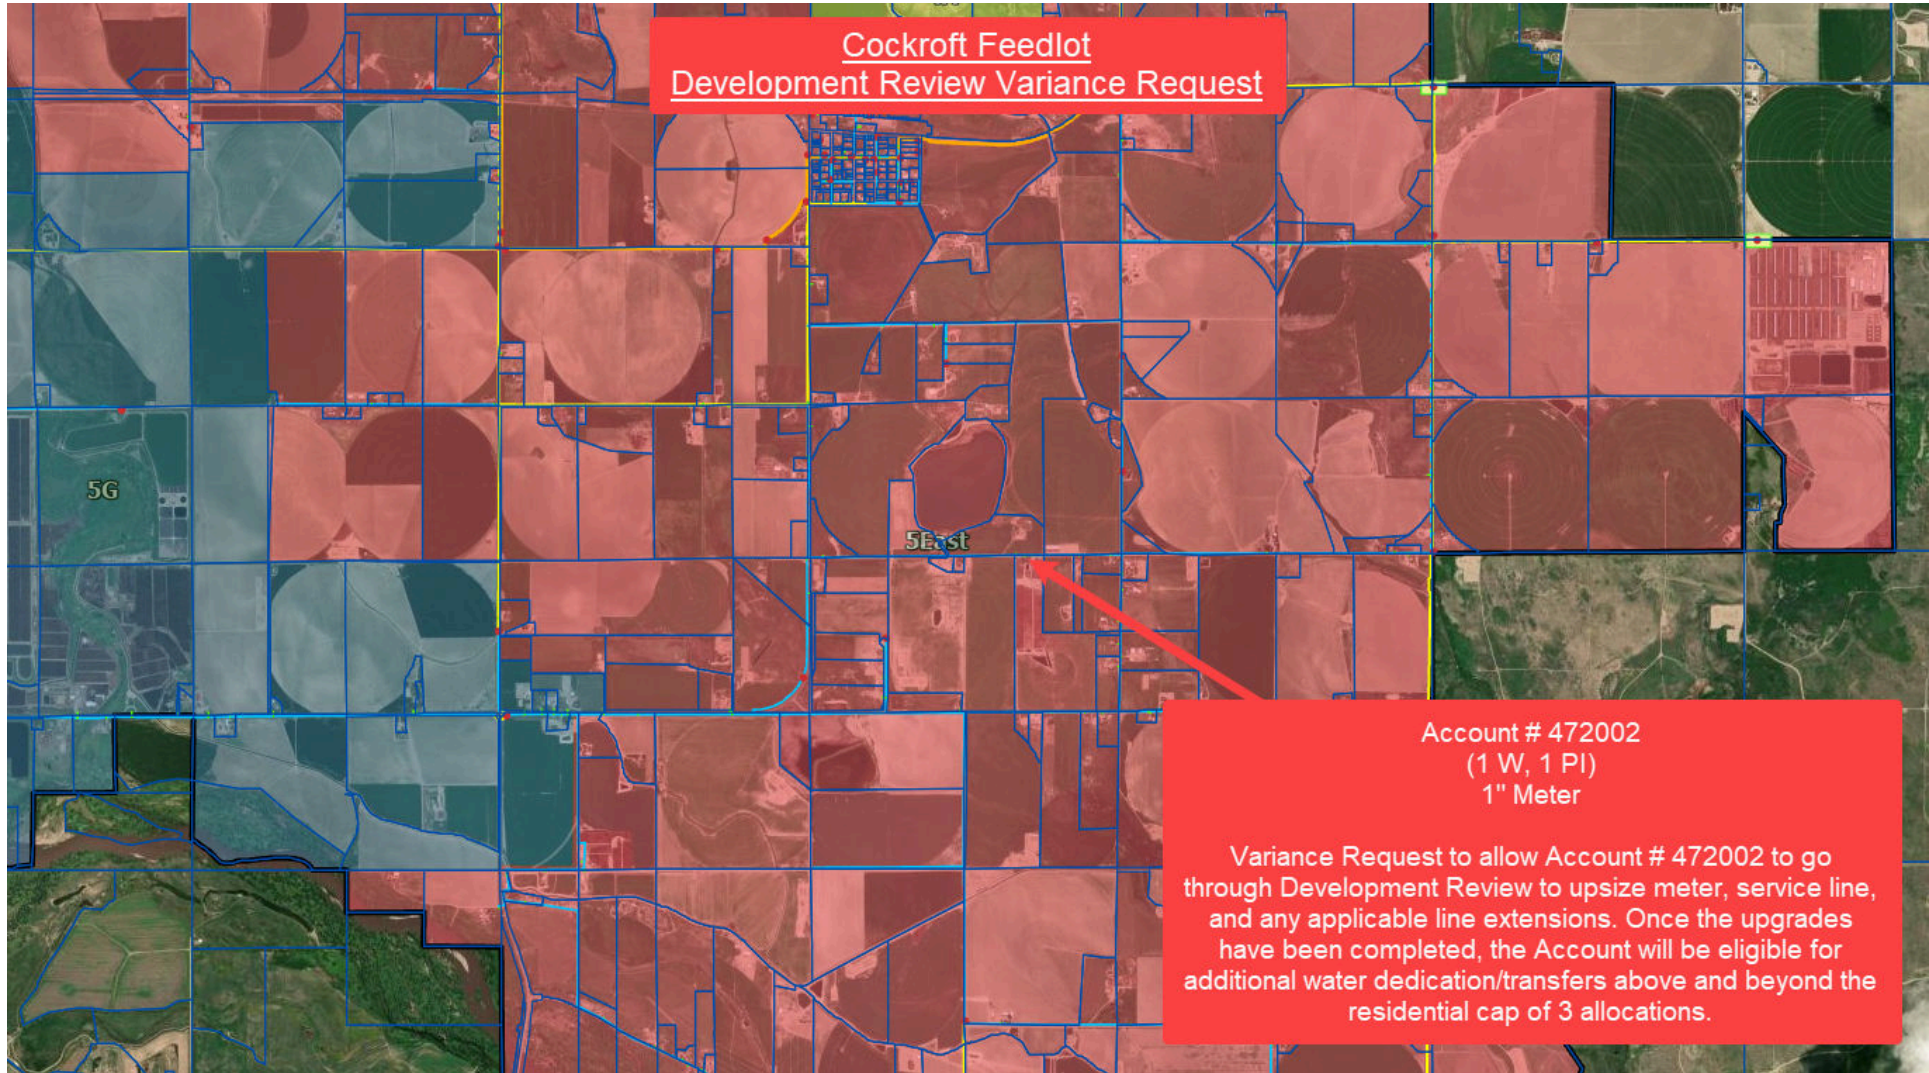 Cockroft Feedlot
Development Review Variance Request
5G
5East
Account # 472002
(1 W, 1 PI)
1" Meter
Variance Request to allow Account # 472002 to go
through Development Review to upsize meter, service line,
and any applicable line extensions. Once the upgrades
have been completed, the Account will be eligible for
additional water dedication/transfers above and beyond the
residential cap of 3 allocations.